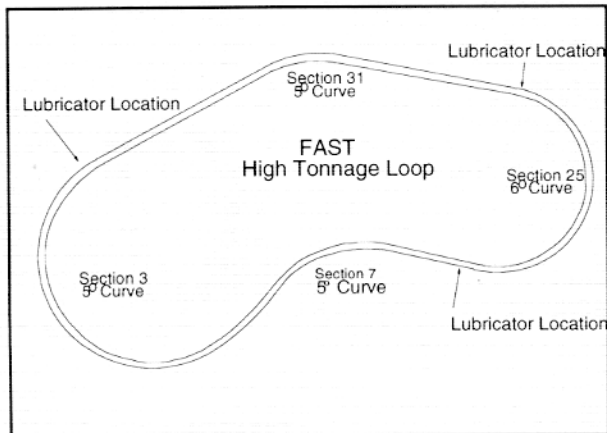 Lubricator Location
Section 31
5° Curve
Lubricator Location
FAST
High Tonnage Loop
Section 25
6° Curve
Section 3
5° Curve
Section 7
5° Curve
Lubricator Location